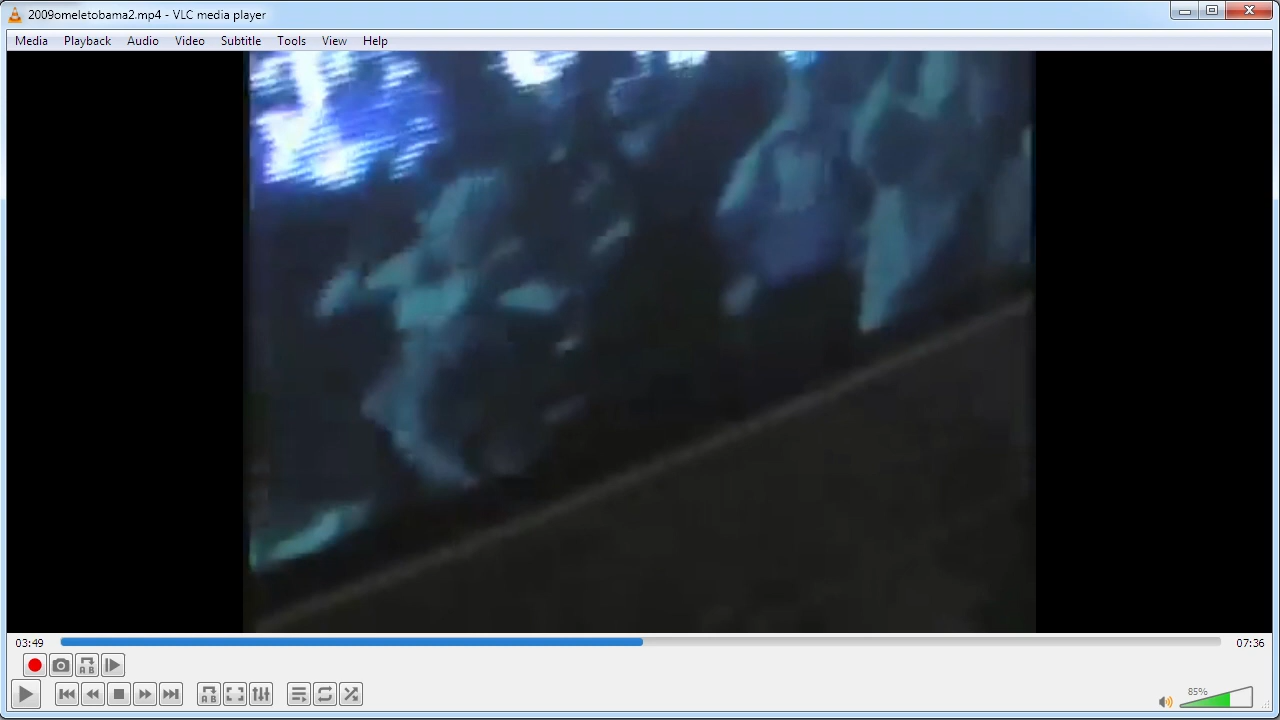 2009omeletobama2.mp4 - VLC media player
Media Playback Audio Video Subtitle Tools View Help
03:49 07:36
A B
A B
85%